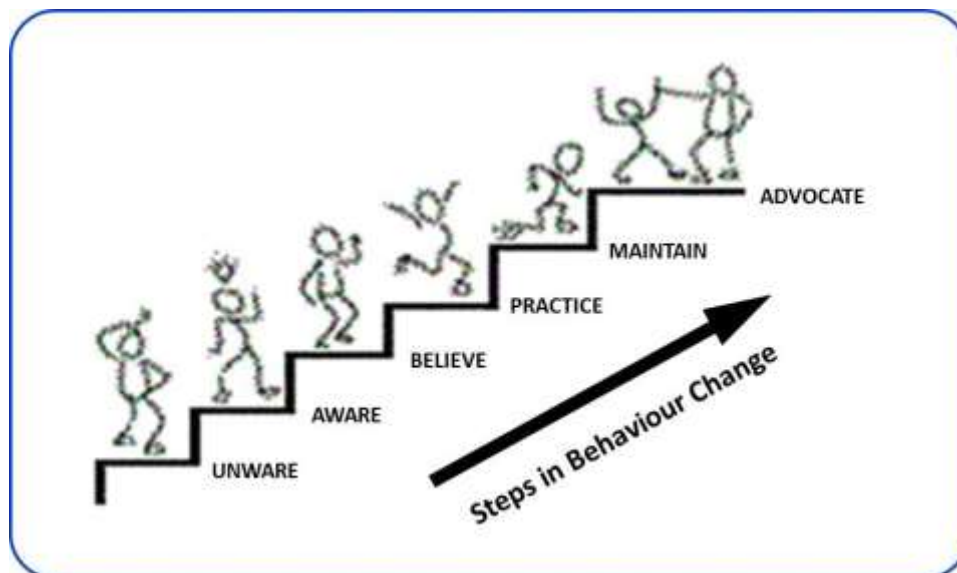 ADVOCATE
MAINTAIN
PRACTICE
BELIEVE
AWARE
UNWARE
Steps in Behaviour Change